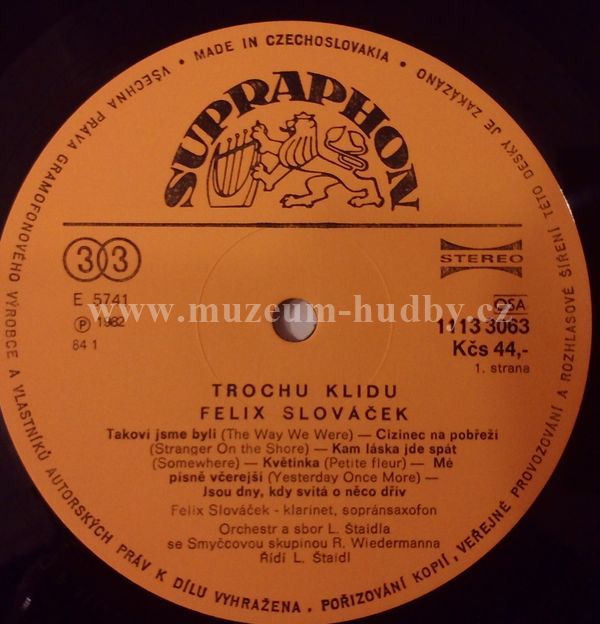 VŠECHNA PRÁVA GRAMOFONOVÉHO VÝROBCE A VLASTNÍKŮ AUTORSKÝCH PRÁV K DÍLU VYHRAŽENA . POŘIZOVÁNÍ KOPIÍ, VEŘEJNÉ PROVOZOVÁNÍ A ROZHLASOVÉ ŠÍŘENÍ TÉTO DESKY JE ZAKÁZÁNO
• MADE IN CZECHOSLOVAKIA •
SUPRAPHON
33
STEREO
E 5741
OSA
℗ 1982
1113 3063
84 1
Kčs 44,-
1. strana
www.muzeum-hudby.cz
TROCHU KLIDU
FELIX SLOVÁČEK
Takoví jsme byli (The Way We Were) — Cizinec na pobřeží
(Stranger On the Shore) — Kam láska jde spát
(Somewhere) — Květinka (Petite fleur) — Mé
písně včerejší (Yesterday Once More) —
Jsou dny, kdy svítá o něco dřív
Felix Slováček - klarinet, sopránsaxofon
Orchestr a sbor L. Štaidla
se Smyčcovou skupinou R. Wiedermanna
Řídí L. Štaidl